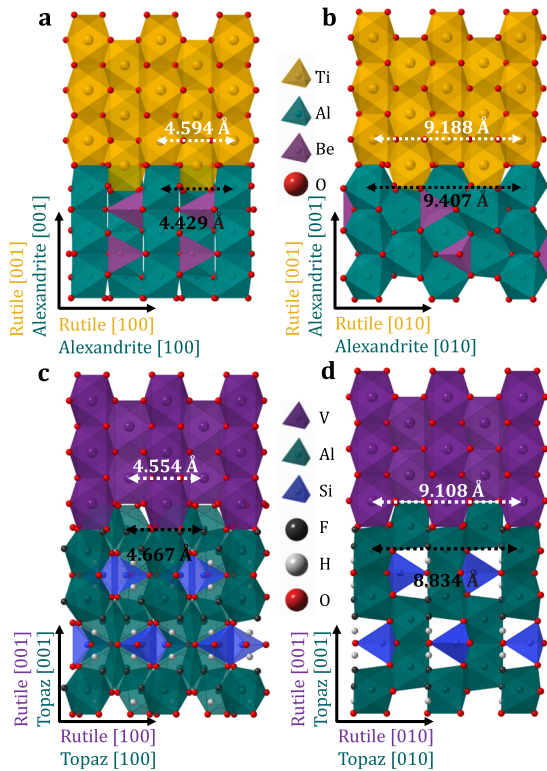 a
4.594 Å
4.429 Å
Rutile [001]
Alexandrite [001]
Rutile [100]
Alexandrite [100]
Ti
Al
Be
O
b
9.188 Å
9.407 Å
Rutile [001]
Alexandrite [001]
Rutile [010]
Alexandrite [010]
c
4.554 Å
4.667 Å
Rutile [001]
Topaz [001]
Rutile [100]
Topaz [100]
V
Al
Si
F
H
O
d
9.108 Å
8.834 Å
Rutile [001]
Topaz [001]
Rutile [010]
Topaz [010]